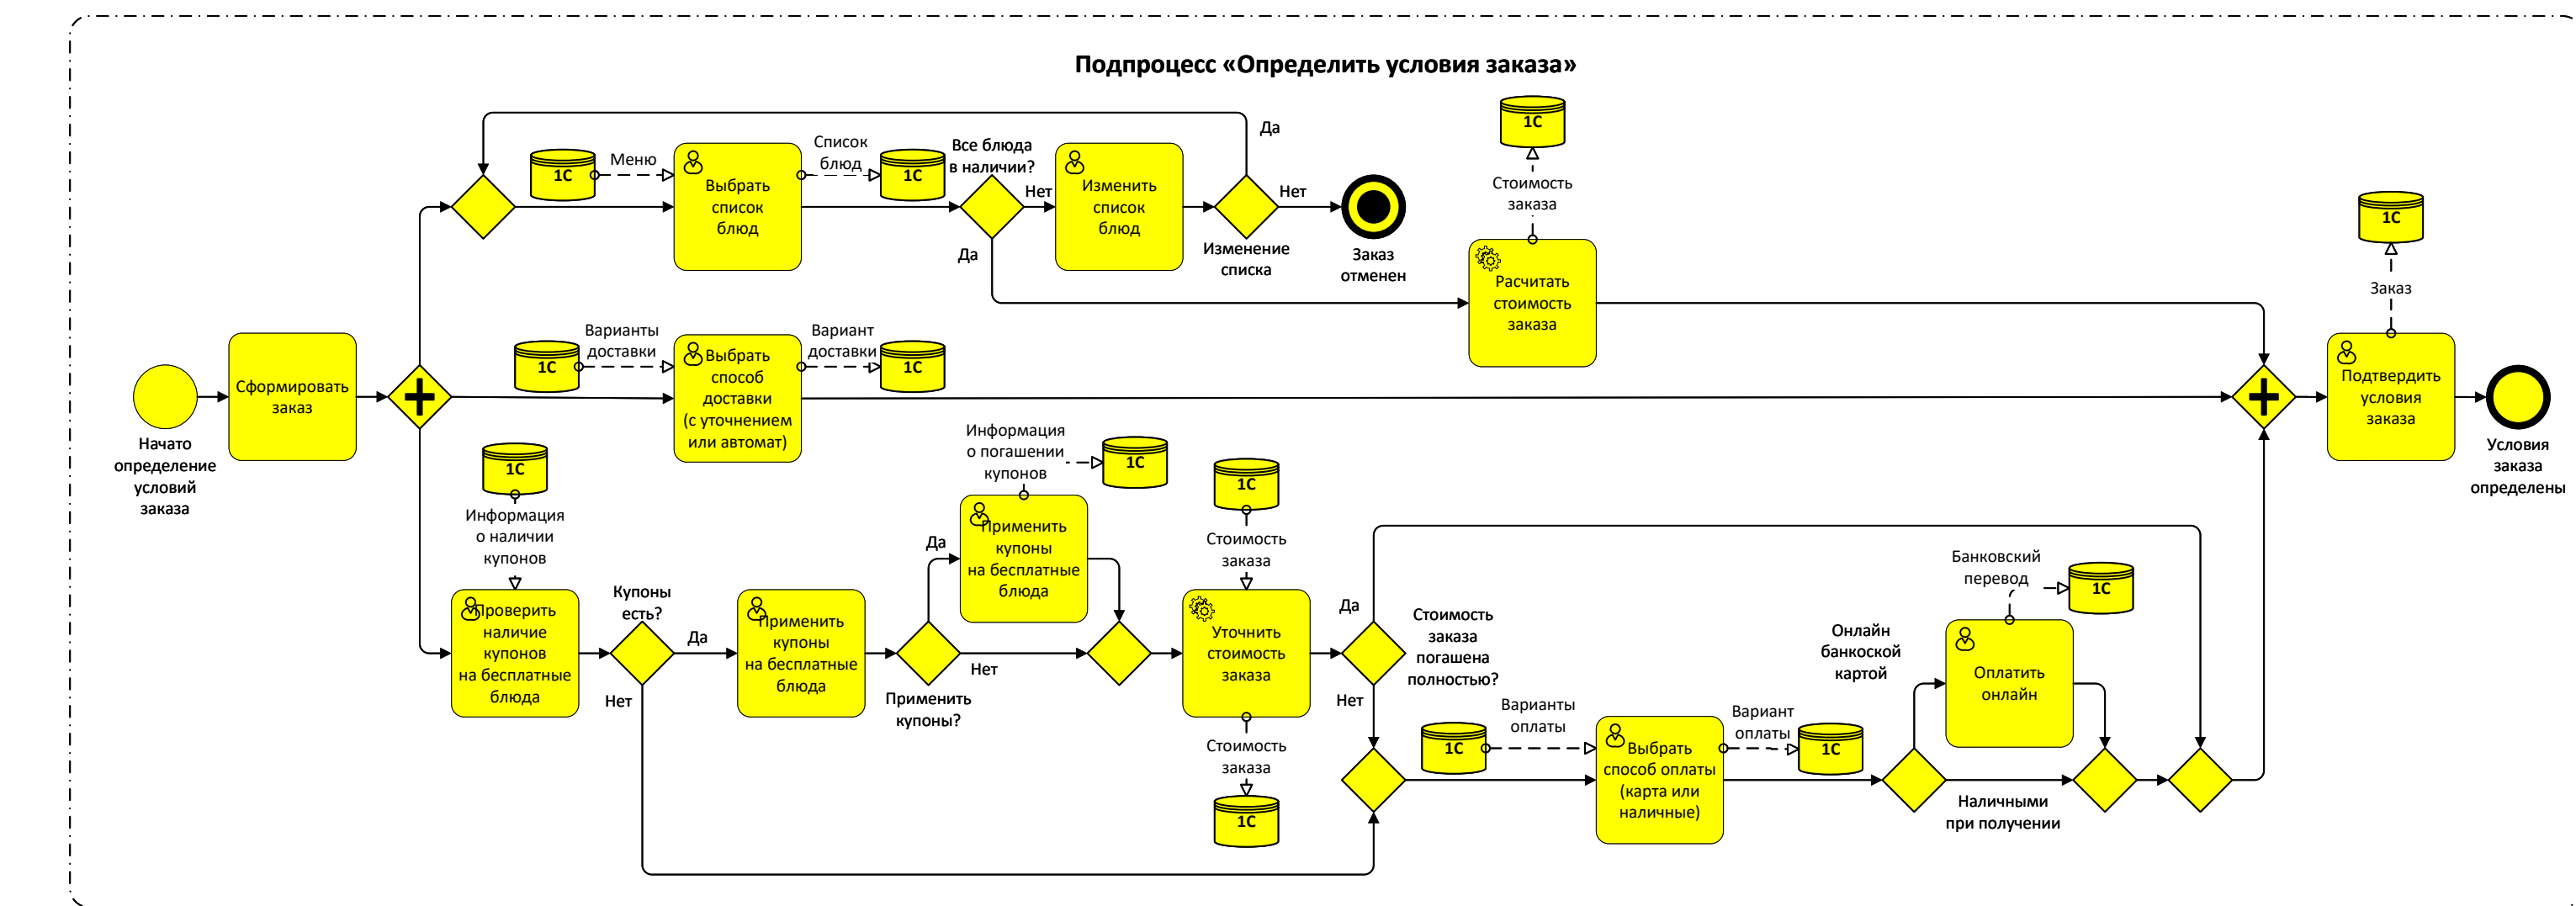 Подпроцесс «Определить условия заказа»
Да
1С
Меню
Выбрать
список
блюд
Список
блюд
1С
Все блюда
в наличии?
Нет
Да
Изменить
список
блюд
Нет
Изменение
списка
Заказ
отменен
1С
Стоимость
заказа
Расчитать
стоимость
заказа
1С
Заказ
Начато
определение
условий
заказа
Сформировать
заказ
1С
Варианты
доставки
Выбрать
способ
доставки
(с уточнением
или автомат)
Вариант
доставки
1С
Подтвердить
условия
заказа
Условия
заказа
определены
1С
Информация
о наличии
купонов
Проверить
наличие
купонов
на бесплатные
блюда
Купоны
есть?
Да
Нет
Применить
купоны
на бесплатные
блюда
Да
Нет
Применить
купоны?
Информация
о погашении
купонов
1С
Применить
купоны
на бесплатные
блюда
1С
Стоимость
заказа
Уточнить
стоимость
заказа
Стоимость
заказа
1С
Да
Стоимость
заказа
погашена
полностью?
Нет
1С
Варианты
оплаты
Выбрать
способ оплаты
(карта или
наличные)
Вариант
оплаты
1С
Онлайн
банкоской
картой
Банковский
перевод
1С
Оплатить
онлайн
Наличными
при получении